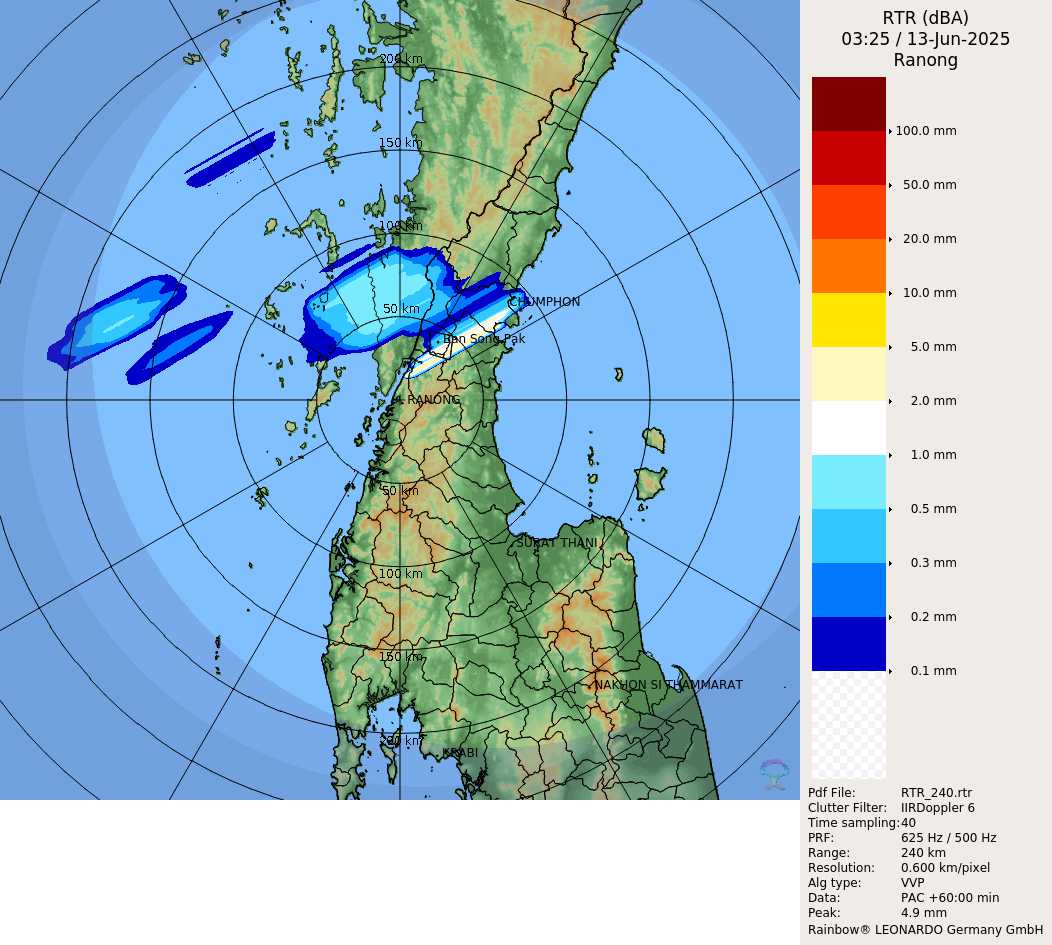 RTR (dBA)
03:25 / 13-Jun-2025
Ranong
100.0 mm
50.0 mm
20.0 mm
10.0 mm
5.0 mm
2.0 mm
1.0 mm
0.5 mm
0.3 mm
0.2 mm
0.1 mm
Pdf File: RTR_240.rtr
Clutter Filter: IIRDoppler 6
Time sampling: 40
PRF: 625 Hz / 500 Hz
Range: 240 km
Resolution: 0.600 km/pixel
Alg type: VVP
Data: PAC +60:00 min
Peak: 4.9 mm
Rainbow® LEONARDO Germany GmbH
200 km
150 km
100 km
CHUMPHON
50 km
Ban Song Pak
RANONG
50 km
SURAT THANI
100 km
150 km
NAKHON SI THAMMARAT
200 km
KRABI